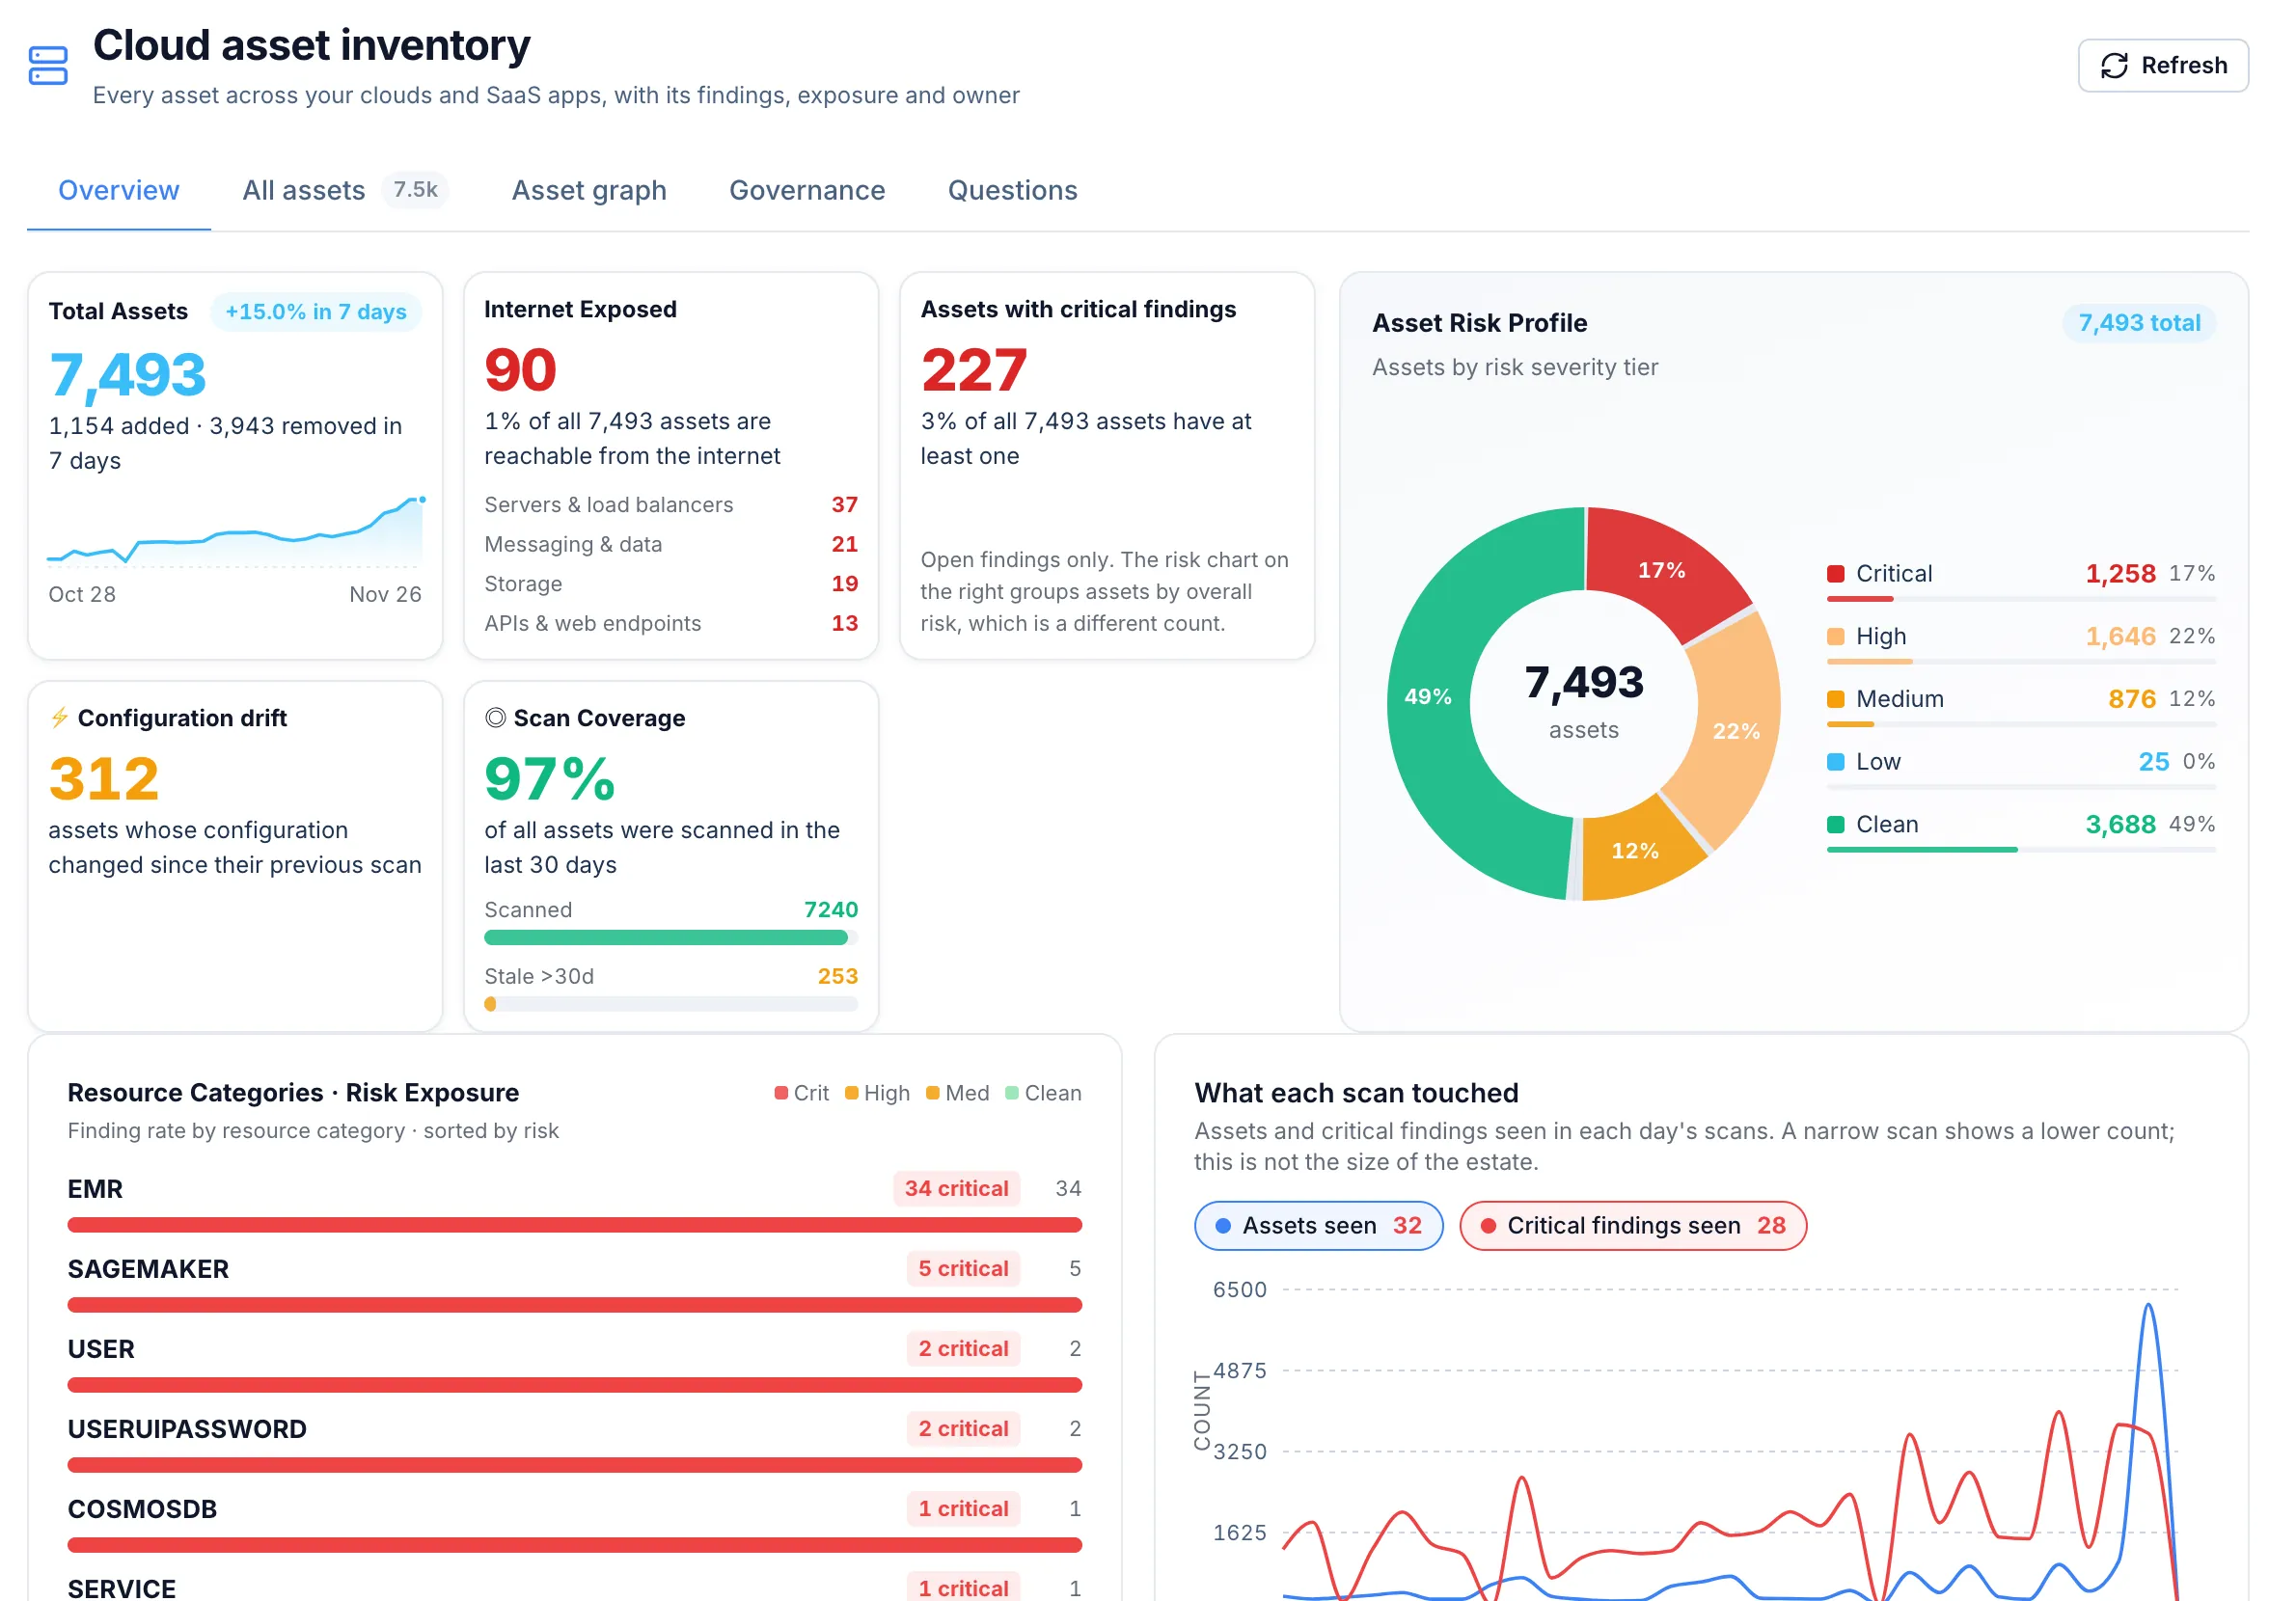 Cloud asset inventory
Every asset across your clouds and SaaS apps, with its findings, exposure and owner
Refresh
Overview
All assets 7.5k
Asset graph
Governance
Questions
Total Assets +15.0% in 7 days
7,493
1,154 added · 3,943 removed in
7 days
Oct 28 Nov 26
Internet Exposed
90
1% of all 7,493 assets are
reachable from the internet
Servers & load balancers 37
Messaging & data 21
Storage 19
APIs & web endpoints 13
Assets with critical findings
227
3% of all 7,493 assets have at
least one
Open findings only. The risk chart on
the right groups assets by overall
risk, which is a different count.
Asset Risk Profile 7,493 total
Assets by risk severity tier
17%
22%
12%
49%
7,493
assets
Critical 1,258 17%
High 1,646 22%
Medium 876 12%
Low 25 0%
Clean 3,688 49%
Configuration drift
312
assets whose configuration
changed since their previous scan
Scan Coverage
97%
of all assets were scanned in the
last 30 days
Scanned 7240
Stale >30d 253
Resource Categories · Risk Exposure
Crit High Med Clean
Finding rate by resource category · sorted by risk
EMR 34 critical 34
SAGEMAKER 5 critical 5
USER 2 critical 2
USERUIPASSWORD 2 critical 2
COSMOSDB 1 critical 1
SERVICE 1 critical 1
What each scan touched
Assets and critical findings seen in each day's scans. A narrow scan shows a lower count;
this is not the size of the estate.
Assets seen 32
Critical findings seen 28
COUNT
6500
4875
3250
1625